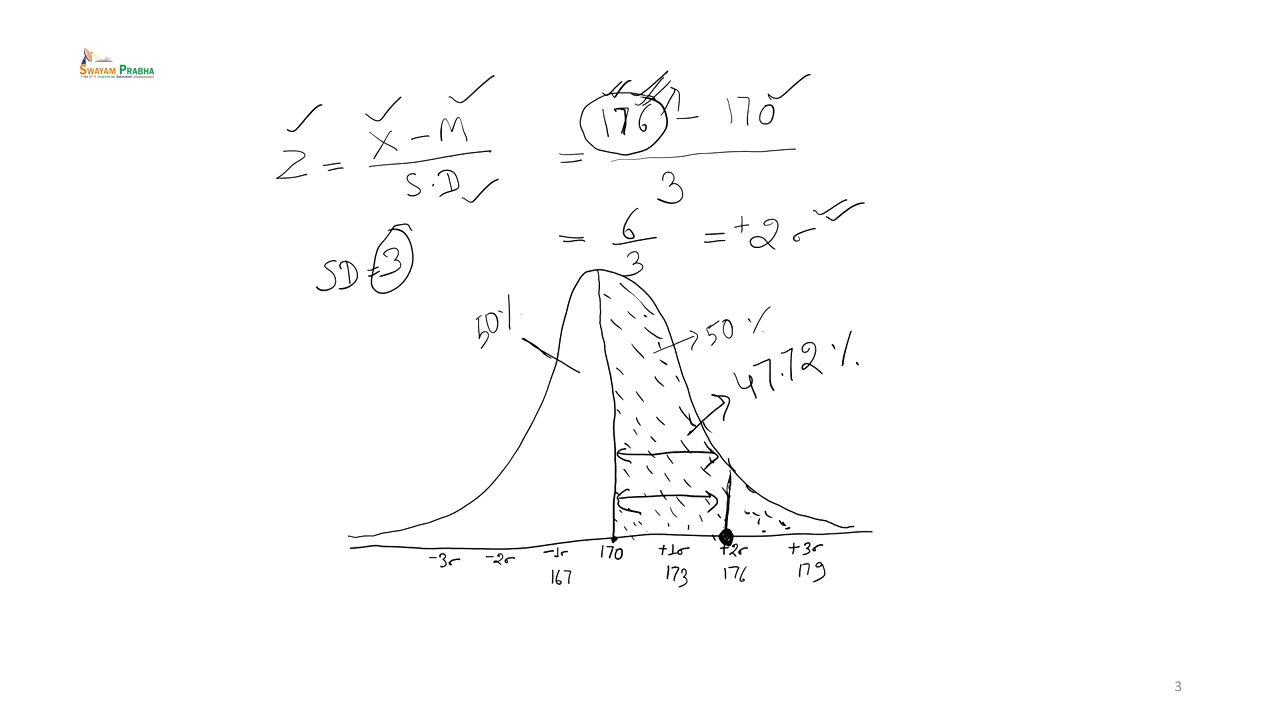 SWAYAM PRABHA
Z = X - M / S.D = 176 - 170 / 3
SD = 3
= 6/3 = +2σ
50%
50%
47.72%
-3σ -2σ -1σ 170 +1σ +2σ +3σ
167 173 176 179
3